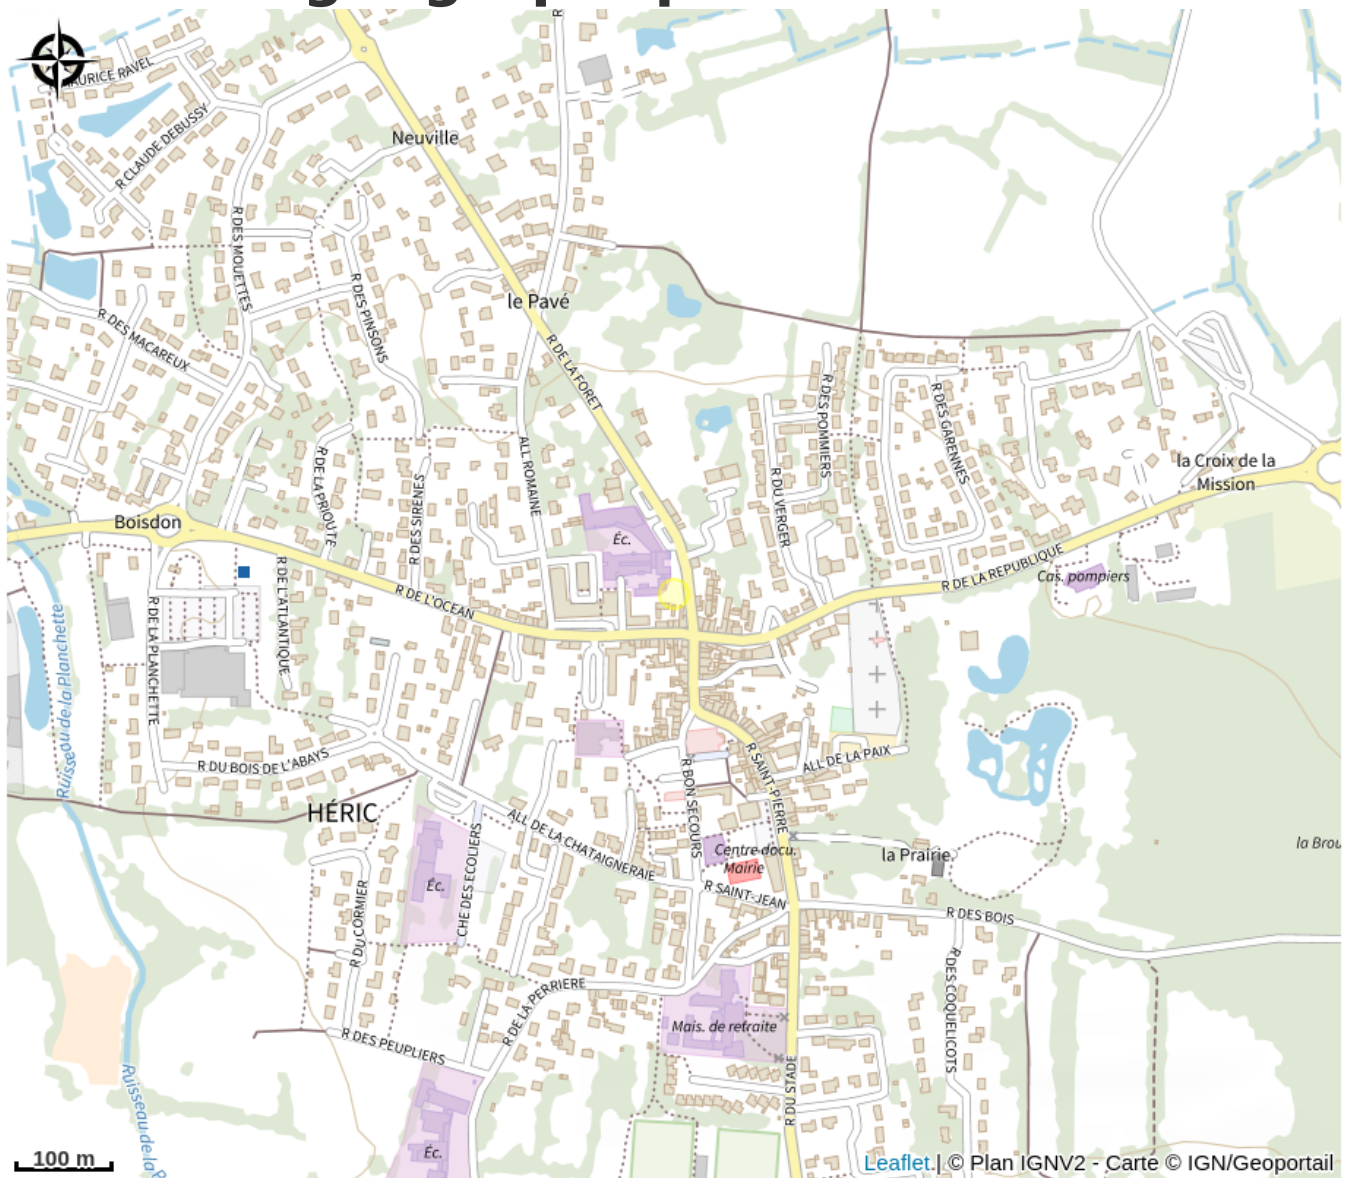 R MAURICE RAVEL
R CLAUDE DEBUSSY
Neuville
R DES MOUETTES
R DES PINSONS
le Pavé
R DES MACAREUX
R DE LA FORET
R DES POMMIERS
R DES GARENNES
ALL ROMAINE
la Croix de la
Mission
R DE LA PRIOUTE
R DES SIRENES
R DU VERGER
Boisdon
Éc.
R DE LA REPUBLIQUE
Cas. pompiers
R DE L'OCEAN
R DE L'ATLANTIQUE
R DE LA PLANCHETTE
Ruisseau de la Planchette
R DU BOIS DE L'ABAYS
ALL DE LA PAIX
R SAINT-PIERRE
R BON SECOURS
HÉRIC
ALL DE LA CHATAIGNERAIE
Centre docu.
Mairie
la Prairie
la Brou
Éc.
CHE DES ECOLIERS
R DU CORMIER
R SAINT-JEAN
R DES BOIS
R DES COQUELICOTS
R DE LA PERRIERE
Mais. de retraite
R DES PEUPLIERS
R DU STADE
Ruisseau de la P
Éc.
100 m
Leaflet | © Plan IGNV2 - Carte © IGN/Geoportail